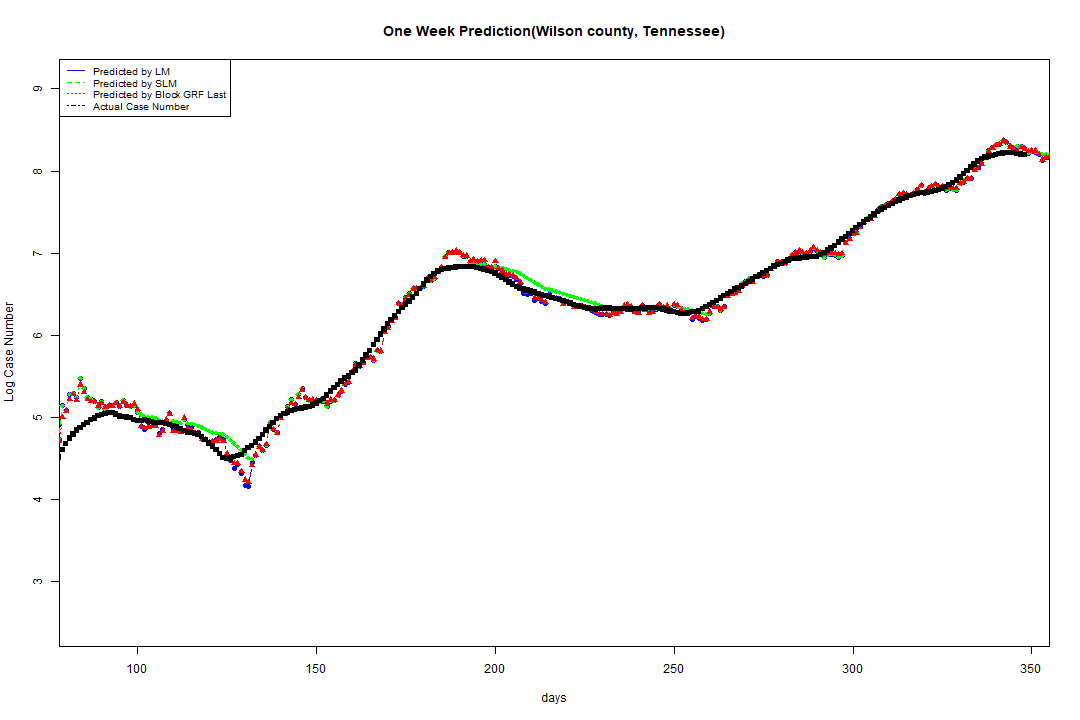 One Week Prediction(Wilson county, Tennessee)
Predicted by LM
Predicted by SLM
Predicted by Block GRF Last
Actual Case Number
9
8
7
6
5
4
3
Log Case Number
100 150 200 250 300 350
days